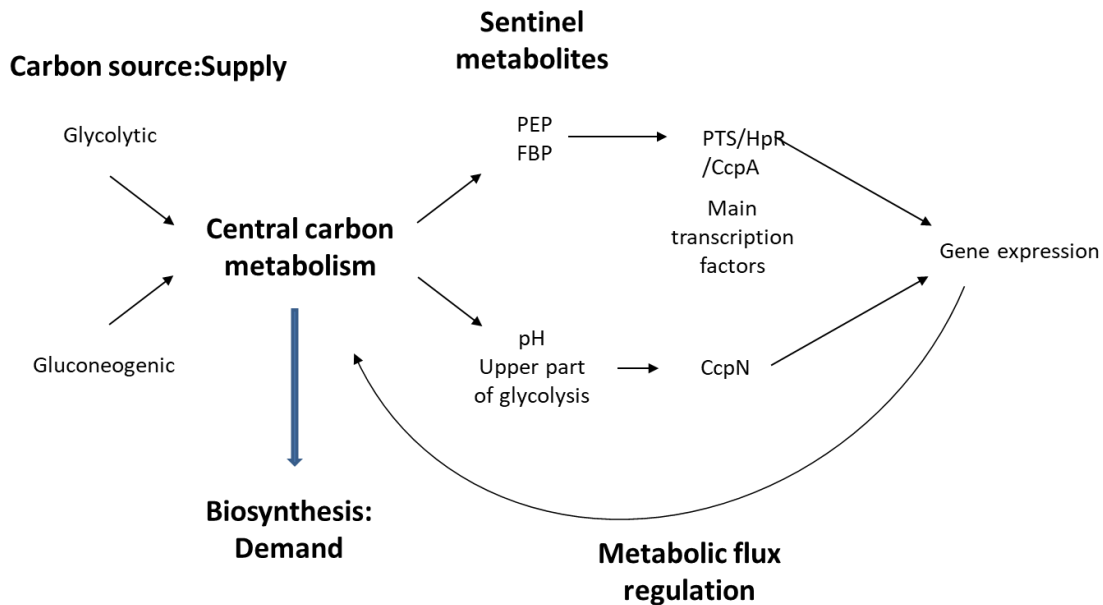 Sentinel
metabolites
Carbon source:Supply
Glycolytic
PEP
FBP
PTS/HpR
/CcpA
Main
transcription
factors
Central carbon
metabolism
Gene expression
Gluconeogenic
pH
Upper part
of glycolysis
CcpN
Biosynthesis:
Demand
Metabolic flux
regulation